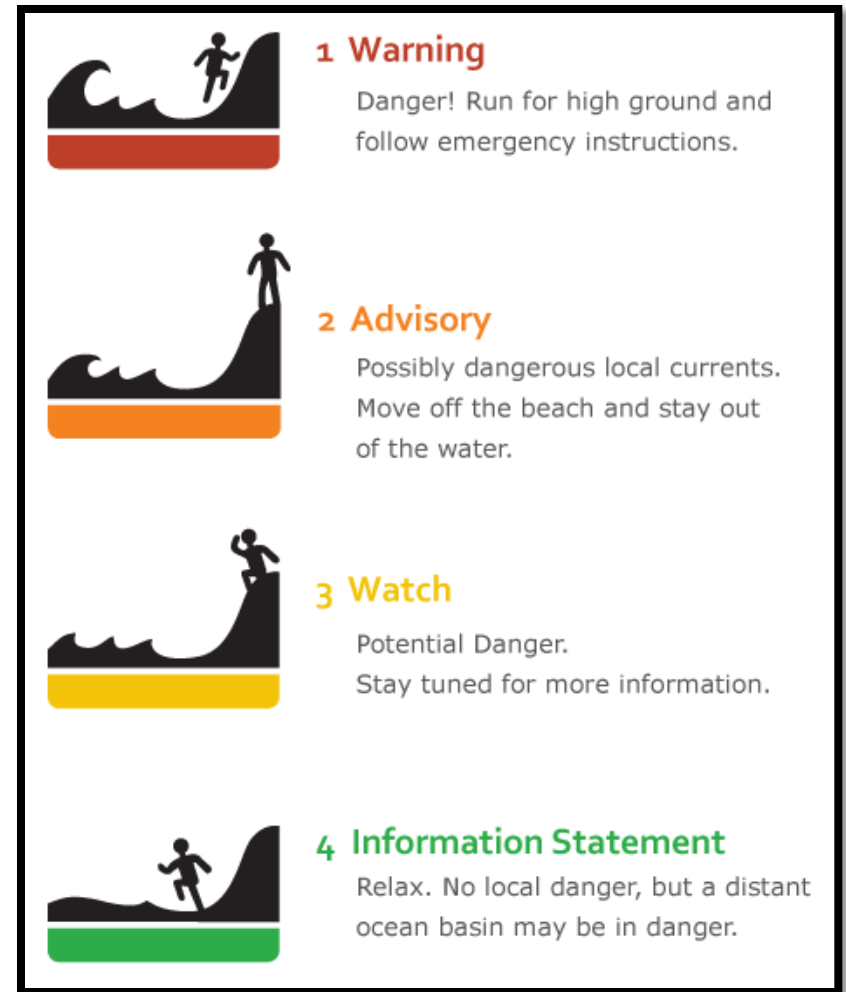 1 Warning
Danger! Run for high ground and
follow emergency instructions.
2 Advisory
Possibly dangerous local currents.
Move off the beach and stay out
of the water.
3 Watch
Potential Danger.
Stay tuned for more information.
4 Information Statement
Relax. No local danger, but a distant
ocean basin may be in danger.